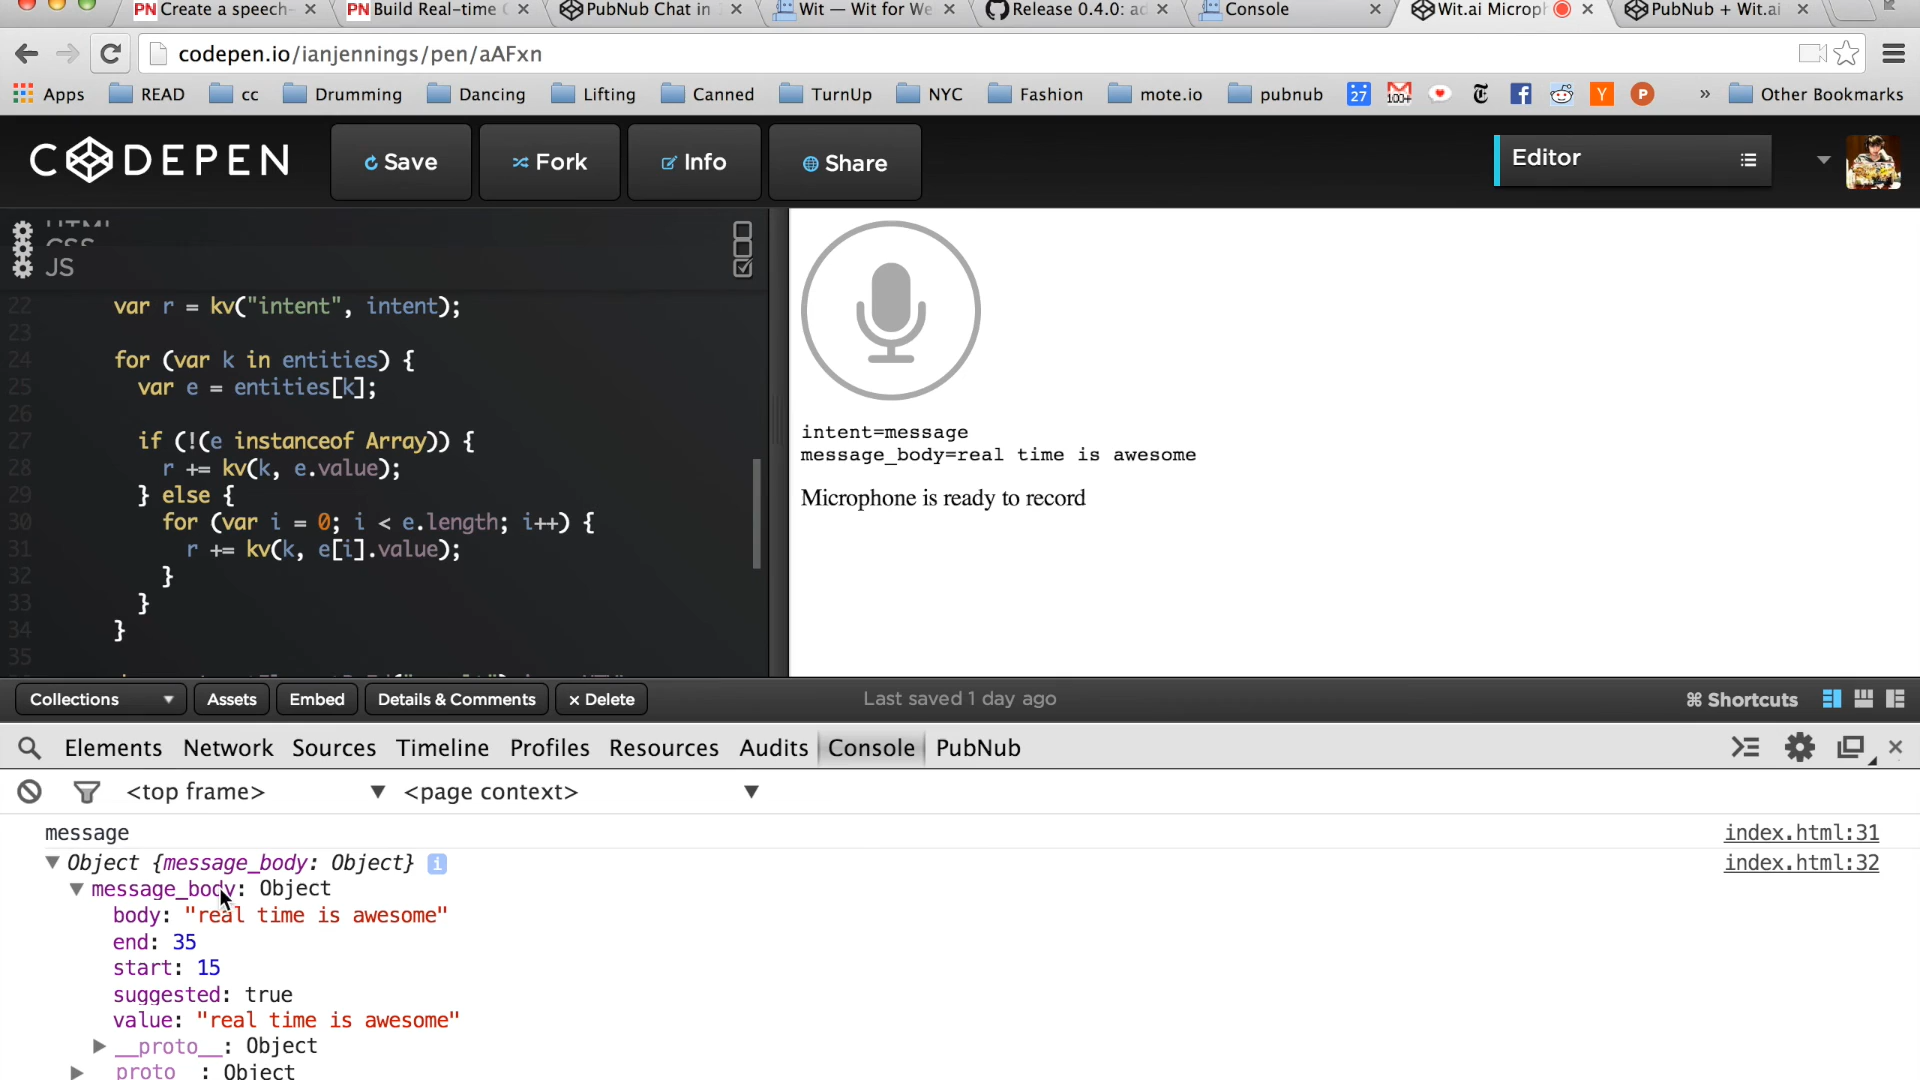 PN Create a speech-
PN Build Real-time
PubNub Chat in
Wit — Wit for We
Release 0.4.0: ad
Console
Wit.ai Microph
PubNub + Wit.ai
codepen.io/ianjennings/pen/aAFxn
Apps READ cc Drumming Dancing Lifting Canned TurnUp NYC Fashion mote.io pubnub 27 100+ Y P » Other Bookmarks
CODEPEN Save Fork Info Share Editor
HTML
CSS
JS
22 var r = kv("intent", intent);
23
24 for (var k in entities) {
25 var e = entities[k];
26
27 if (!(e instanceof Array)) {
28 r += kv(k, e.value);
29 } else {
30 for (var i = 0; i < e.length; i++) {
31 r += kv(k, e[i].value);
32 }
33 }
34 }
35
intent=message
message_body=real time is awesome
Microphone is ready to record
Collections Assets Embed Details & Comments × Delete Last saved 1 day ago ⌘ Shortcuts
Elements Network Sources Timeline Profiles Resources Audits Console PubNub
<top frame> ▼ <page context> ▼
message index.html:31
▼ Object {message_body: Object} i index.html:32
▼ message_body: Object
body: "real time is awesome"
end: 35
start: 15
suggested: true
value: "real time is awesome"
▶ __proto__: Object
▶ __proto__: Object